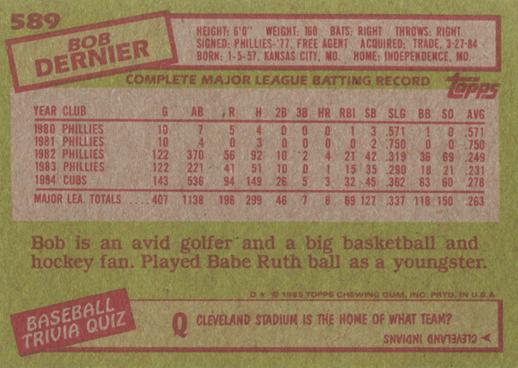 589
BOB
DERNIER
HEIGHT: 6'0" WEIGHT: 160 BATS: RIGHT THROWS: RIGHT
SIGNED: PHILLIES-'77, FREE AGENT ACQUIRED: TRADE, 3-27-84
BORN: 1-5-57, KANSAS CITY, MO. HOME: INDEPENDENCE, MO.
COMPLETE MAJOR LEAGUE BATTING RECORD
TOPPS
YEAR CLUB G AB R H 2B 3B HR RBI SB SLG BB SO AVG
1980 PHILLIES 10 7 5 4 0 0 0 1 3 .571 1 0 .571
1981 PHILLIES 10 4 0 3 0 0 0 0 2 .750 0 0 .750
1982 PHILLIES 122 370 56 92 10 2 4 21 42 .319 36 69 .249
1983 PHILLIES 122 221 41 51 10 0 1 15 35 .290 18 21 .231
1984 CUBS 143 536 94 149 26 5 3 32 45 .362 63 60 .278
MAJOR LEA. TOTALS .... 407 1138 196 299 46 7 8 69 127 .337 118 150 .263
Bob is an avid golfer and a big basketball and
hockey fan. Played Babe Ruth ball as a youngster.
D* © 1985 TOPPS CHEWING GUM, INC. PRTD. IN U.S.A
BASEBALL
TRIVIA QUIZ
Q CLEVELAND STADIUM IS THE HOME OF WHAT TEAM?
CLEVELAND INDIANS